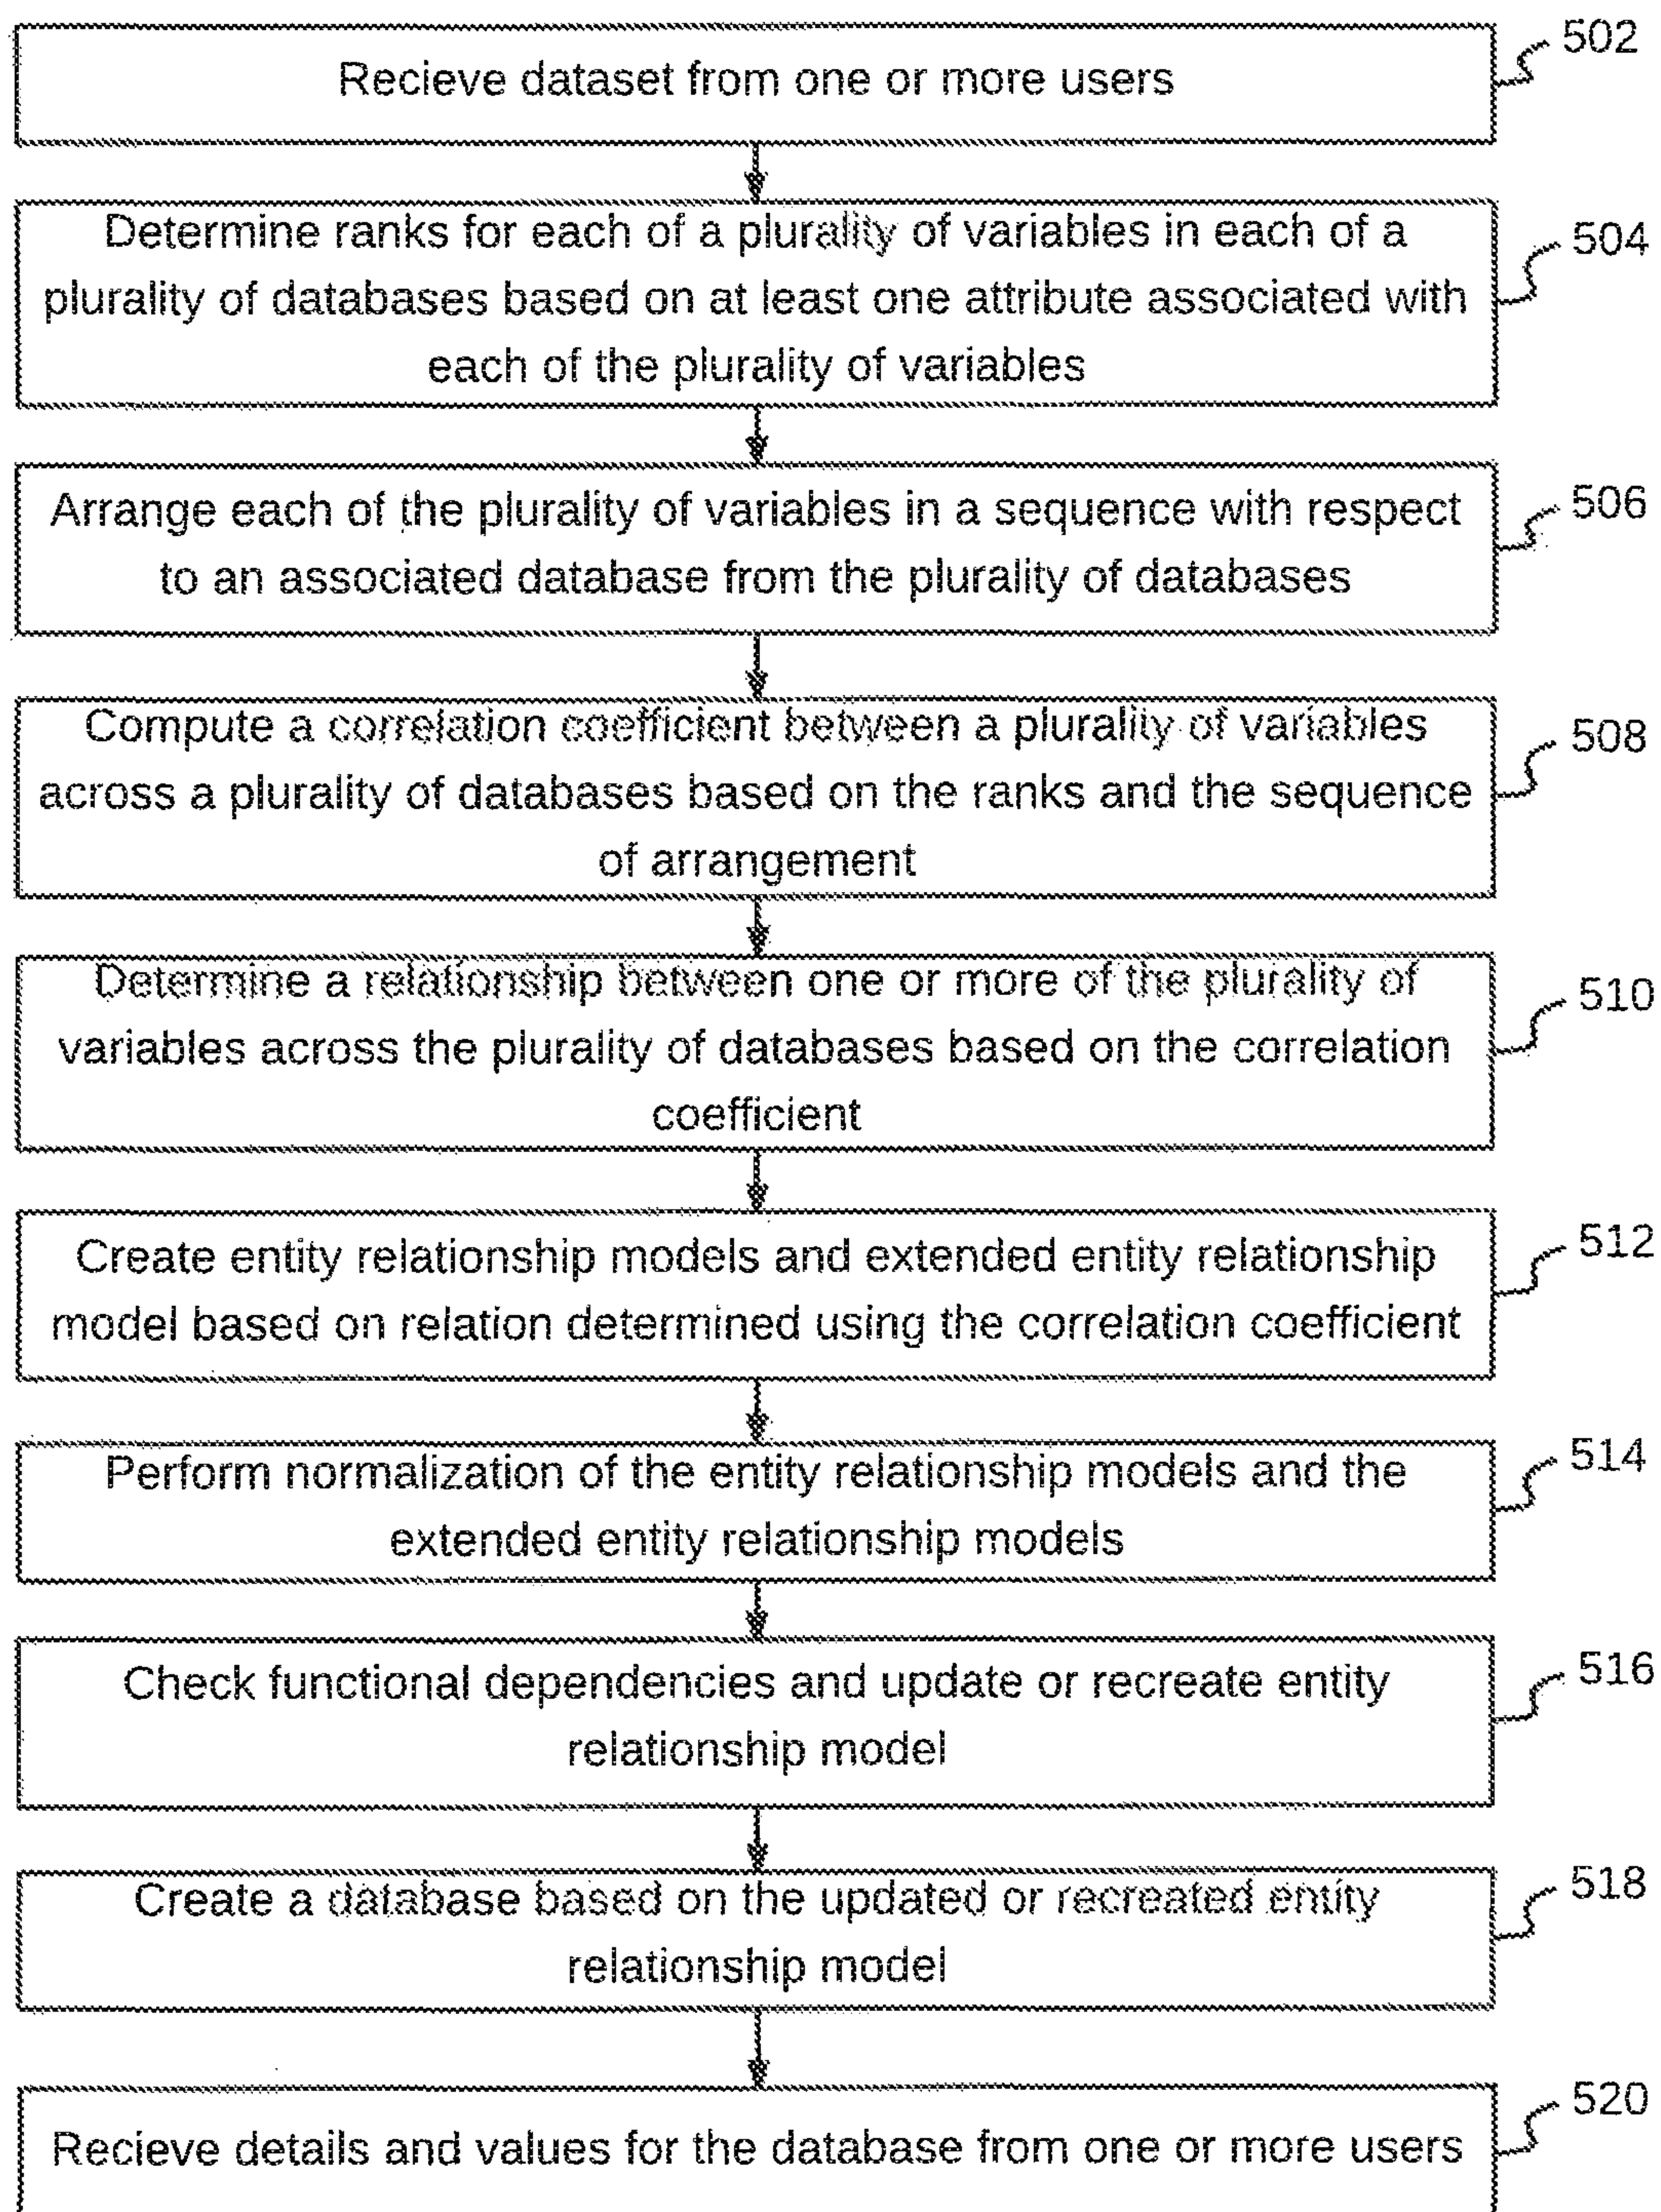 Recieve dataset from one or more users
502
Determine ranks for each of a plurality of variables in each of a
plurality of databases based on at least one attribute associated with
each of the plurality of variables
504
Arrange each of the plurality of variables in a sequence with respect
to an associated database from the plurality of databases
506
Compute a correlation coefficient between a plurality of variables
across a plurality of databases based on the ranks and the sequence
of arrangement
508
Determine a relationship between one or more of the plurality of
variables across the plurality of databases based on the correlation
coefficient
510
Create entity relationship models and extended entity relationship
model based on relation determined using the correlation coefficient
512
Perform normalization of the entity relationship models and the
extended entity relationship models
514
Check functional dependencies and update or recreate entity
relationship model
516
Create a database based on the updated or recreated entity
relationship model
518
Recieve details and values for the database from one or more users
520